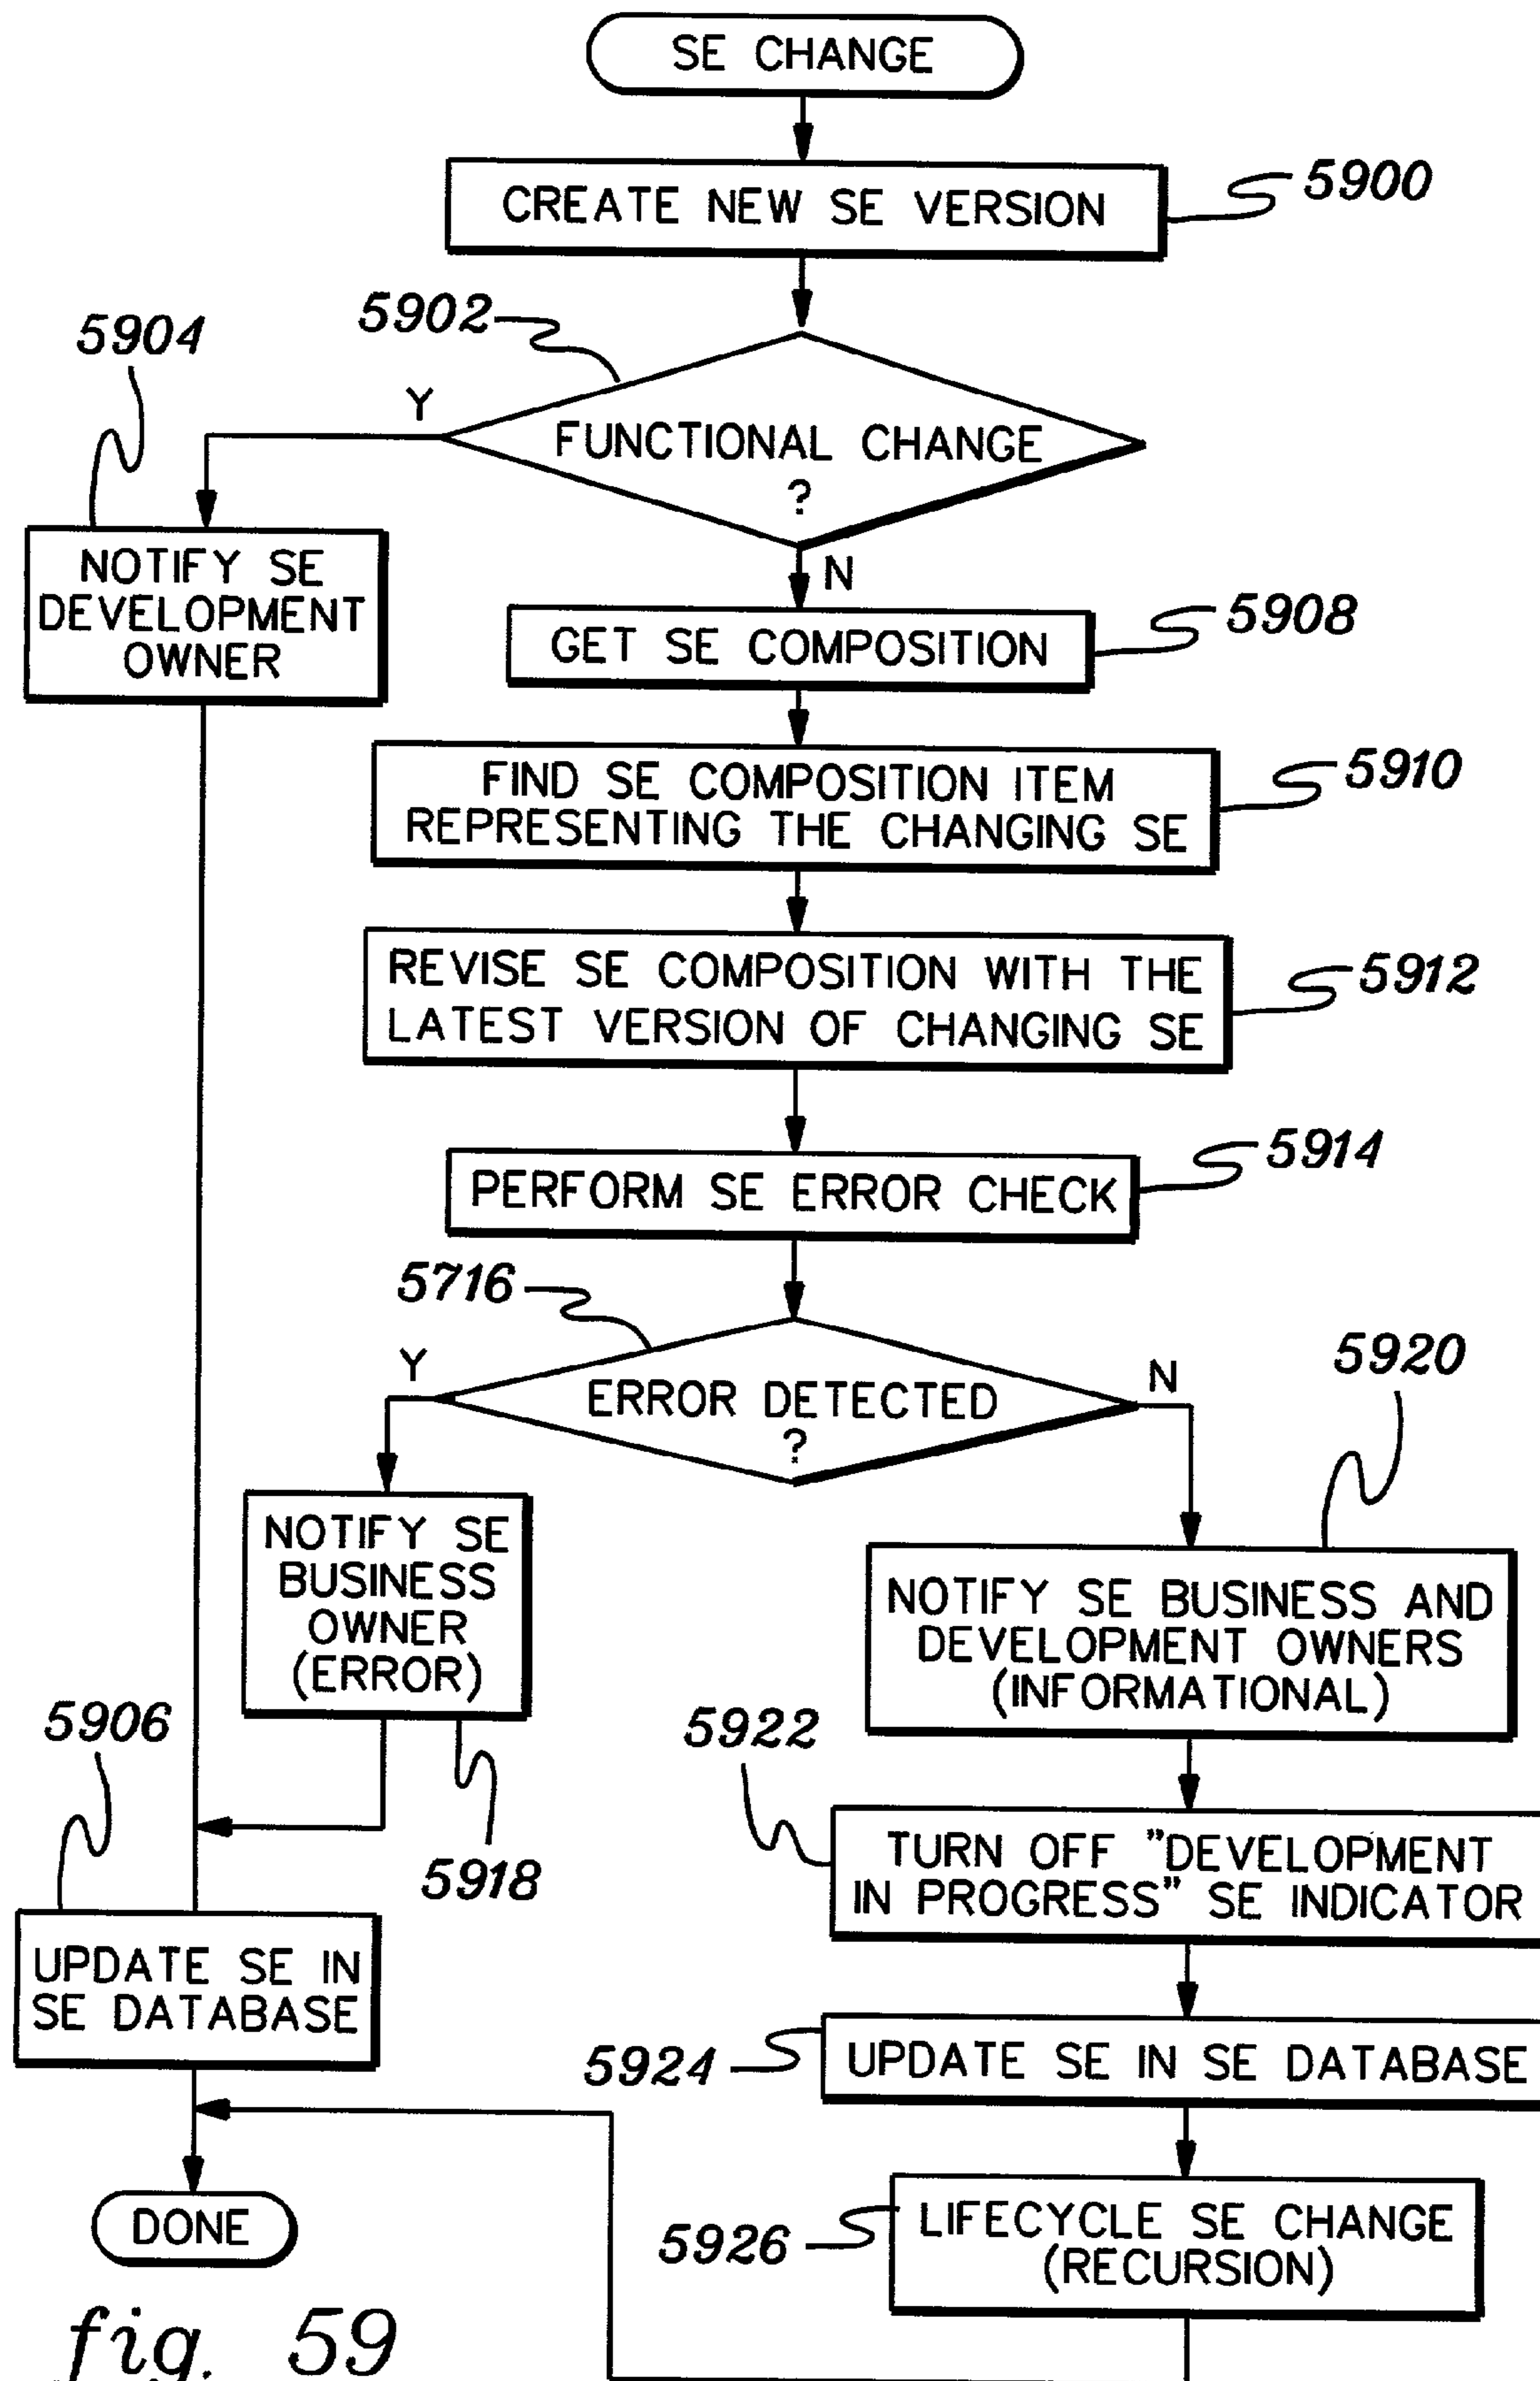 SE CHANGE
CREATE NEW SE VERSION
5900
5902
5904
Y
FUNCTIONAL CHANGE
?
N
NOTIFY SE
DEVELOPMENT
OWNER
GET SE COMPOSITION
5908
FIND SE COMPOSITION ITEM
REPRESENTING THE CHANGING SE
5910
REVISE SE COMPOSITION WITH THE
LATEST VERSION OF CHANGING SE
5912
PERFORM SE ERROR CHECK
5914
5716
Y
ERROR DETECTED
?
N
5920
NOTIFY SE
BUSINESS
OWNER
(ERROR)
5918
NOTIFY SE BUSINESS AND
DEVELOPMENT OWNERS
(INFORMATIONAL)
5906
5922
TURN OFF "DEVELOPMENT
IN PROGRESS" SE INDICATOR
UPDATE SE IN
SE DATABASE
5924
UPDATE SE IN SE DATABASE
DONE
5926
LIFECYCLE SE CHANGE
(RECURSION)
fig. 59